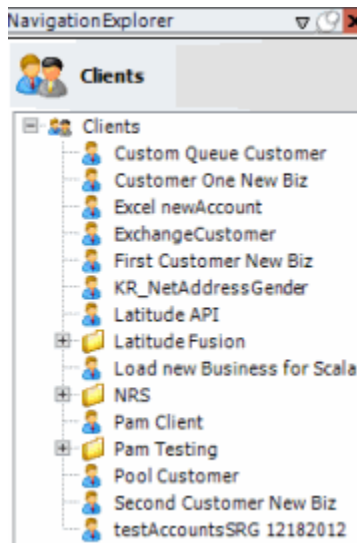 NavigationExplorer
Clients
Clients
Custom Queue Customer
Customer One New Biz
Excel newAccount
ExchangeCustomer
First Customer New Biz
KR_NetAddressGender
Latitude API
Latitude Fusion
Load new Business for Scala
NRS
Pam Client
Pam Testing
Pool Customer
Second Customer New Biz
testAccountsSRG 12182012